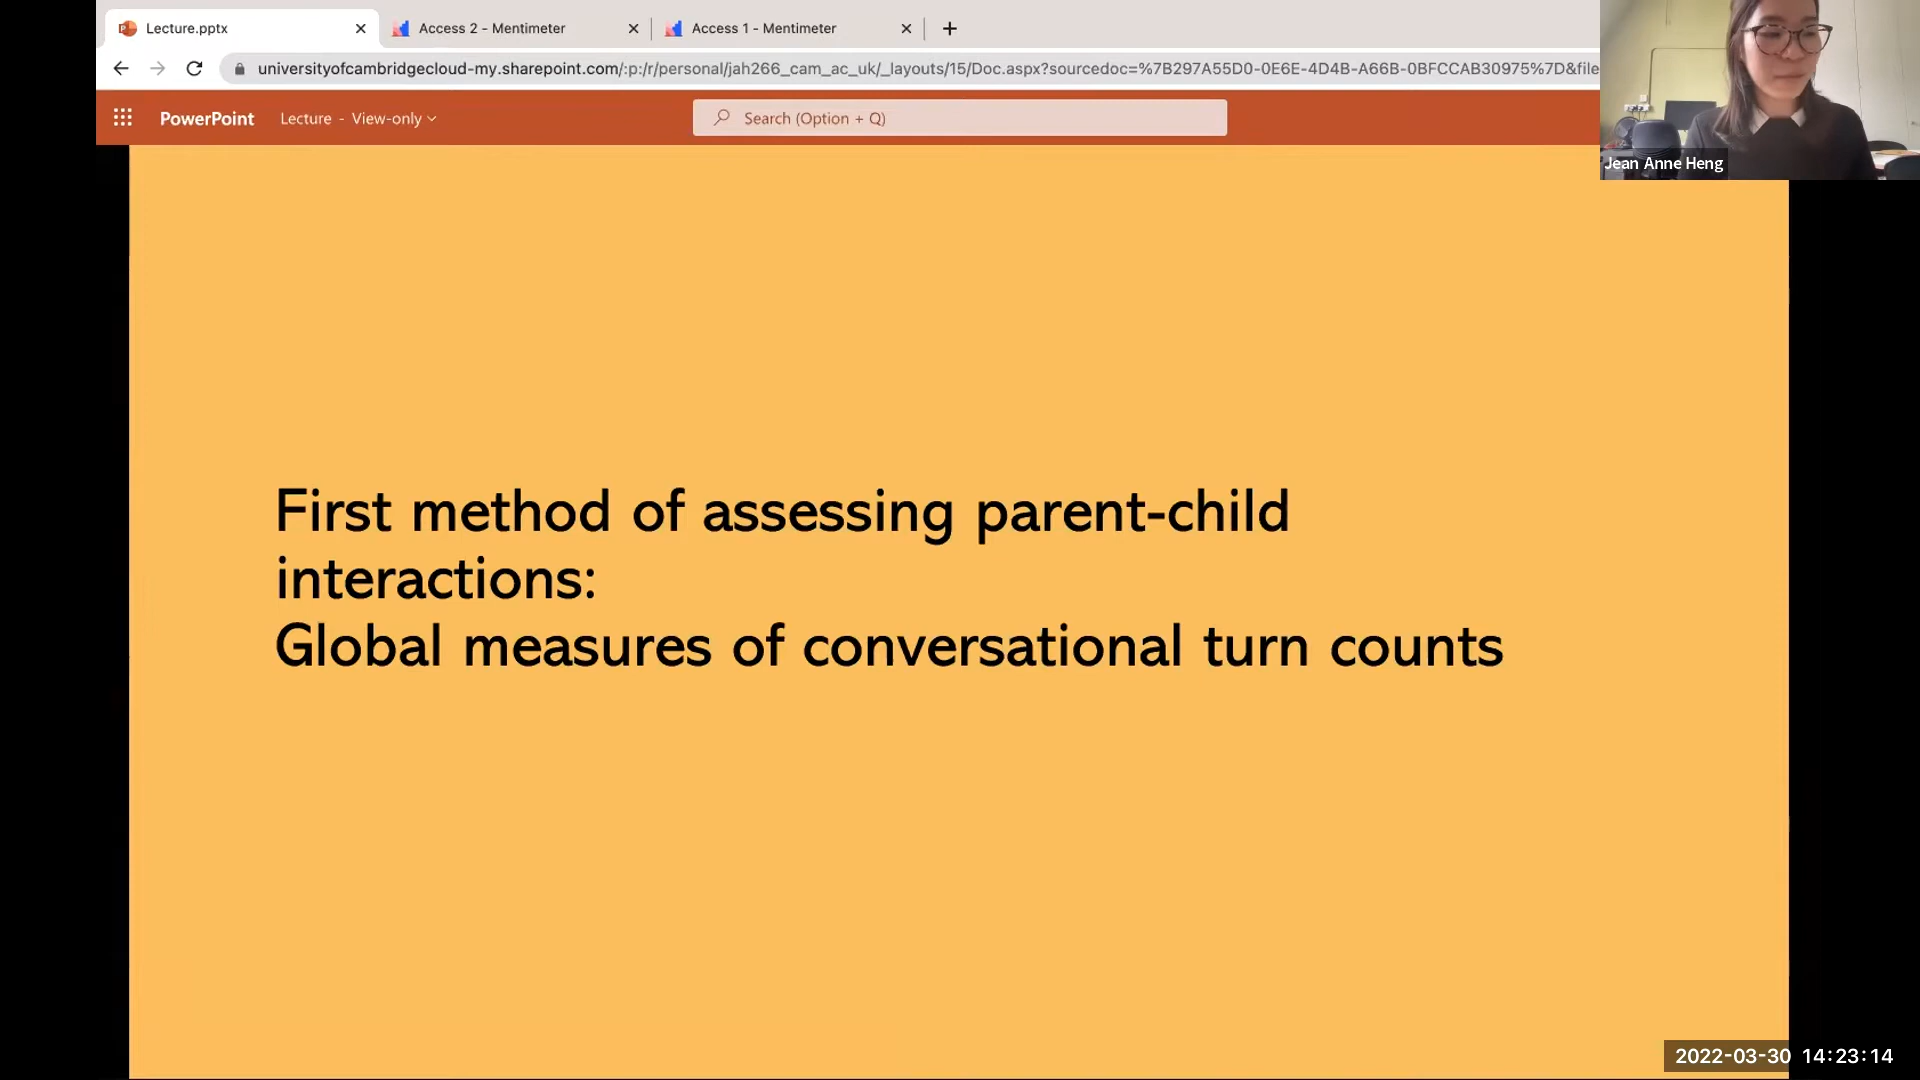 Lecture.pptx
Access 2 - Mentimeter
Access 1 - Mentimeter
universityofcambridgecloud-my.sharepoint.com/:p:/r/personal/jah266_cam_ac_uk/_layouts/15/Doc.aspx?sourcedoc=%7B297A55D0-0E6E-4D4B-A66B-0BFCCAB30975%7D&file
PowerPoint
Lecture - View-only
Search (Option + Q)
Jean Anne Heng
First method of assessing parent-child
interactions:
Global measures of conversational turn counts
2022-03-30 14:23:14